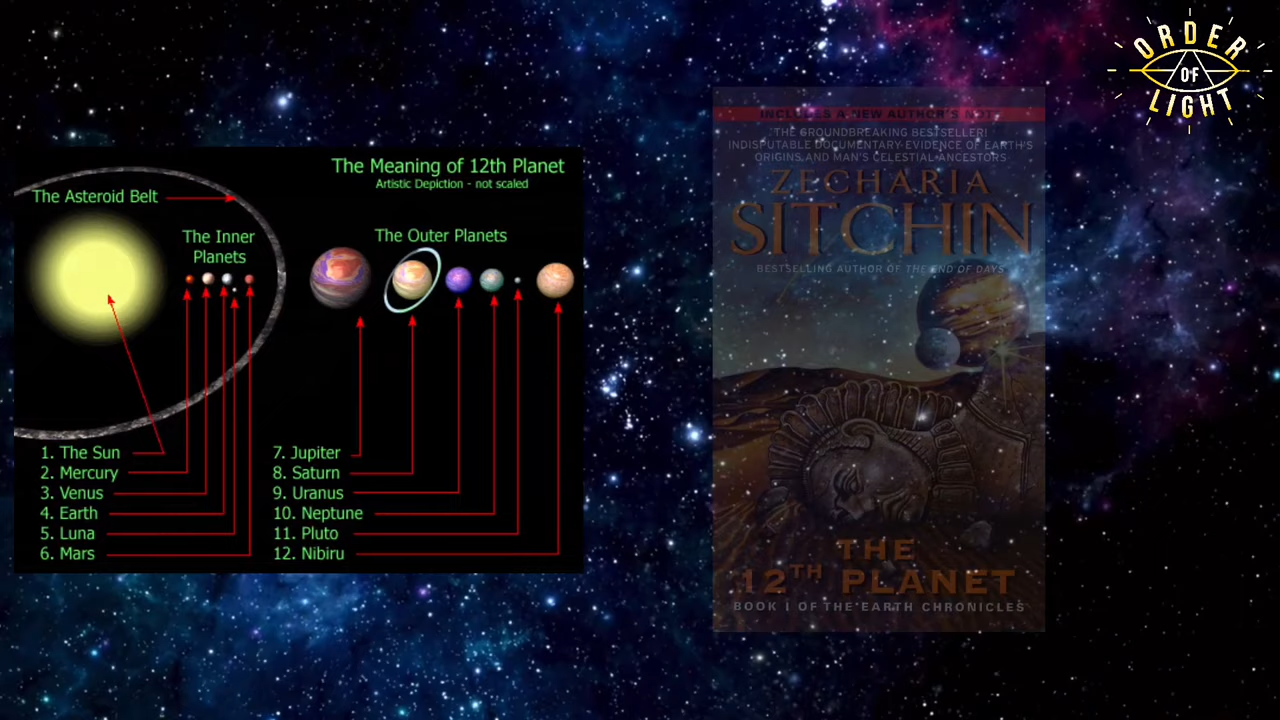 ORDER
OF
LIGHT
The Meaning of 12th Planet
Artistic Depiction - not scaled
The Asteroid Belt
The Inner
Planets
The Outer Planets
1. The Sun
2. Mercury
3. Venus
4. Earth
5. Luna
6. Mars
7. Jupiter
8. Saturn
9. Uranus
10. Neptune
11. Pluto
12. Nibiru
INCLUDES A NEW AUTHOR'S NOTE
"THE GROUNDBREAKING BESTSELLER!
INDISPUTABLE DOCUMENTARY EVIDENCE OF EARTH'S
ORIGINS AND MAN'S CELESTIAL ANCESTORS
ZECHARIA
SITCHIN
BESTSELLING AUTHOR OF THE END OF DAYS
THE
12TH PLANET
BOOK I OF THE EARTH CHRONICLES